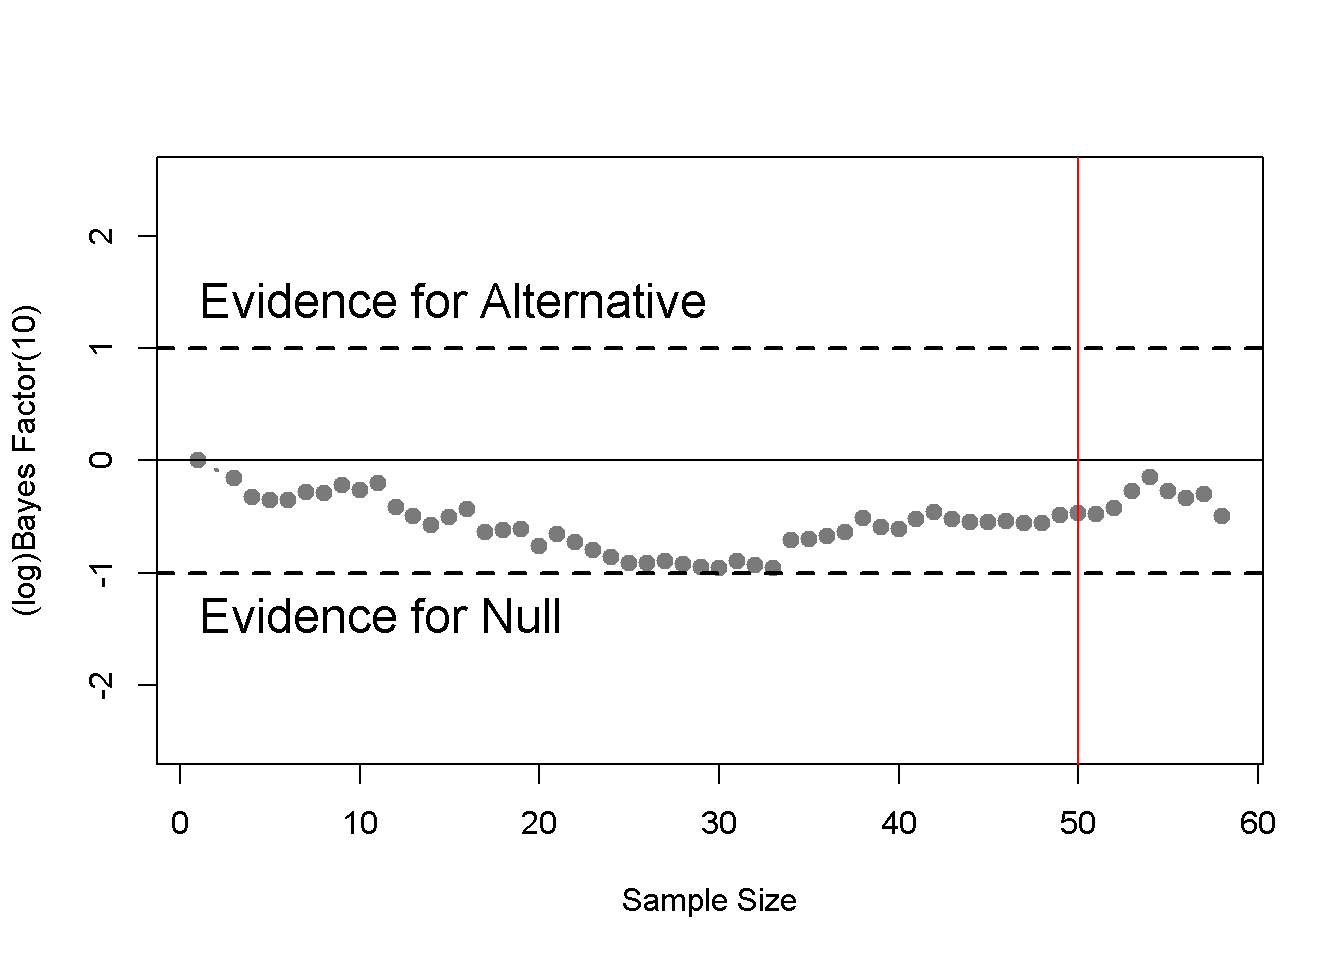 2
Evidence for Alternative
1
(log)Bayes Factor(10)
0
-1
Evidence for Null
-2
0 10 20 30 40 50 60
Sample Size